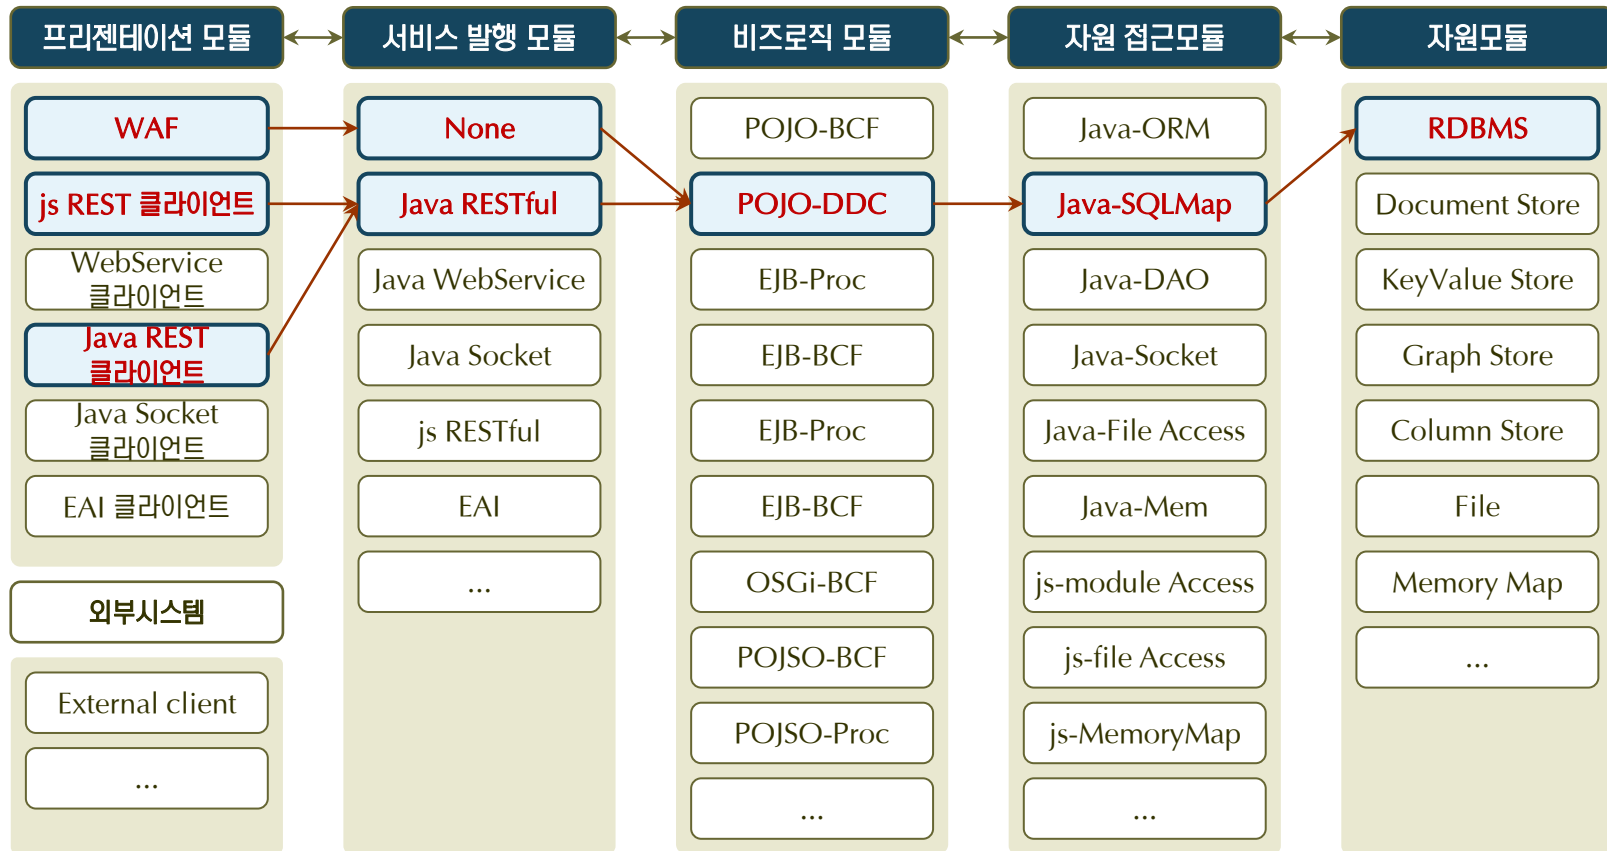 프리젠테이션 모듈
서비스 발행 모듈
비즈로직 모듈
자원 접근모듈
자원모듈
WAF
js REST 클라이언트
WebService
클라이언트
Java REST
클라이언트
Java Socket
클라이언트
EAI 클라이언트
외부시스템
External client
...
None
Java RESTful
Java WebService
Java Socket
js RESTful
EAI
...
POJO-BCF
POJO-DDC
EJB-Proc
EJB-BCF
EJB-Proc
EJB-BCF
OSGi-BCF
POJSO-BCF
POJSO-Proc
...
Java-ORM
Java-SQLMap
Java-DAO
Java-Socket
Java-File Access
Java-Mem
js-module Access
js-file Access
js-MemoryMap
...
RDBMS
Document Store
KeyValue Store
Graph Store
Column Store
File
Memory Map
...